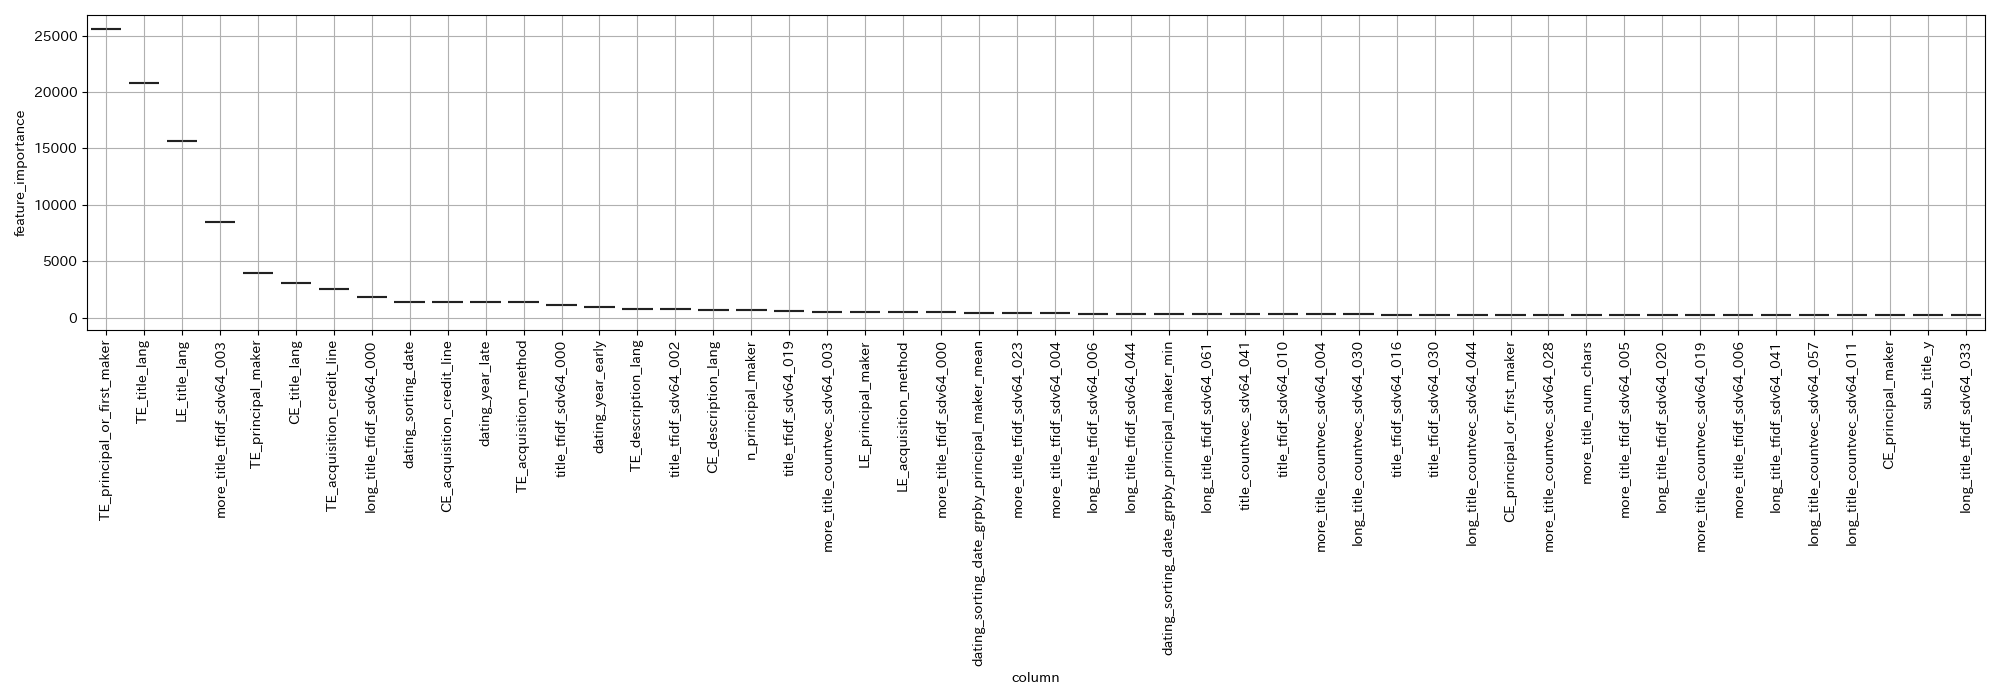 feature_importance
25000
20000
15000
10000
5000
0
TE_principal_or_first_maker
TE_title_lang
LE_title_lang
more_title_tfidf_sdv64_003
TE_principal_maker
CE_title_lang
TE_acquisition_credit_line
long_title_tfidf_sdv64_000
dating_sorting_date
CE_acquisition_credit_line
dating_year_late
TE_acquisition_method
title_tfidf_sdv64_000
dating_year_early
TE_description_lang
title_tfidf_sdv64_002
CE_description_lang
n_principal_maker
title_tfidf_sdv64_019
more_title_countvec_sdv64_003
LE_principal_maker
LE_acquisition_method
more_title_tfidf_sdv64_000
dating_sorting_date_grpby_principal_maker_mean
more_title_tfidf_sdv64_023
more_title_tfidf_sdv64_004
long_title_tfidf_sdv64_006
long_title_tfidf_sdv64_044
dating_sorting_date_grpby_principal_maker_min
long_title_tfidf_sdv64_061
title_countvec_sdv64_041
title_tfidf_sdv64_010
more_title_countvec_sdv64_004
long_title_countvec_sdv64_030
title_tfidf_sdv64_016
title_tfidf_sdv64_030
long_title_countvec_sdv64_044
CE_principal_or_first_maker
more_title_countvec_sdv64_028
more_title_num_chars
more_title_tfidf_sdv64_005
long_title_tfidf_sdv64_020
more_title_countvec_sdv64_019
more_title_tfidf_sdv64_006
long_title_tfidf_sdv64_041
long_title_countvec_sdv64_057
long_title_countvec_sdv64_011
CE_principal_maker
sub_title_y
long_title_tfidf_sdv64_033
column